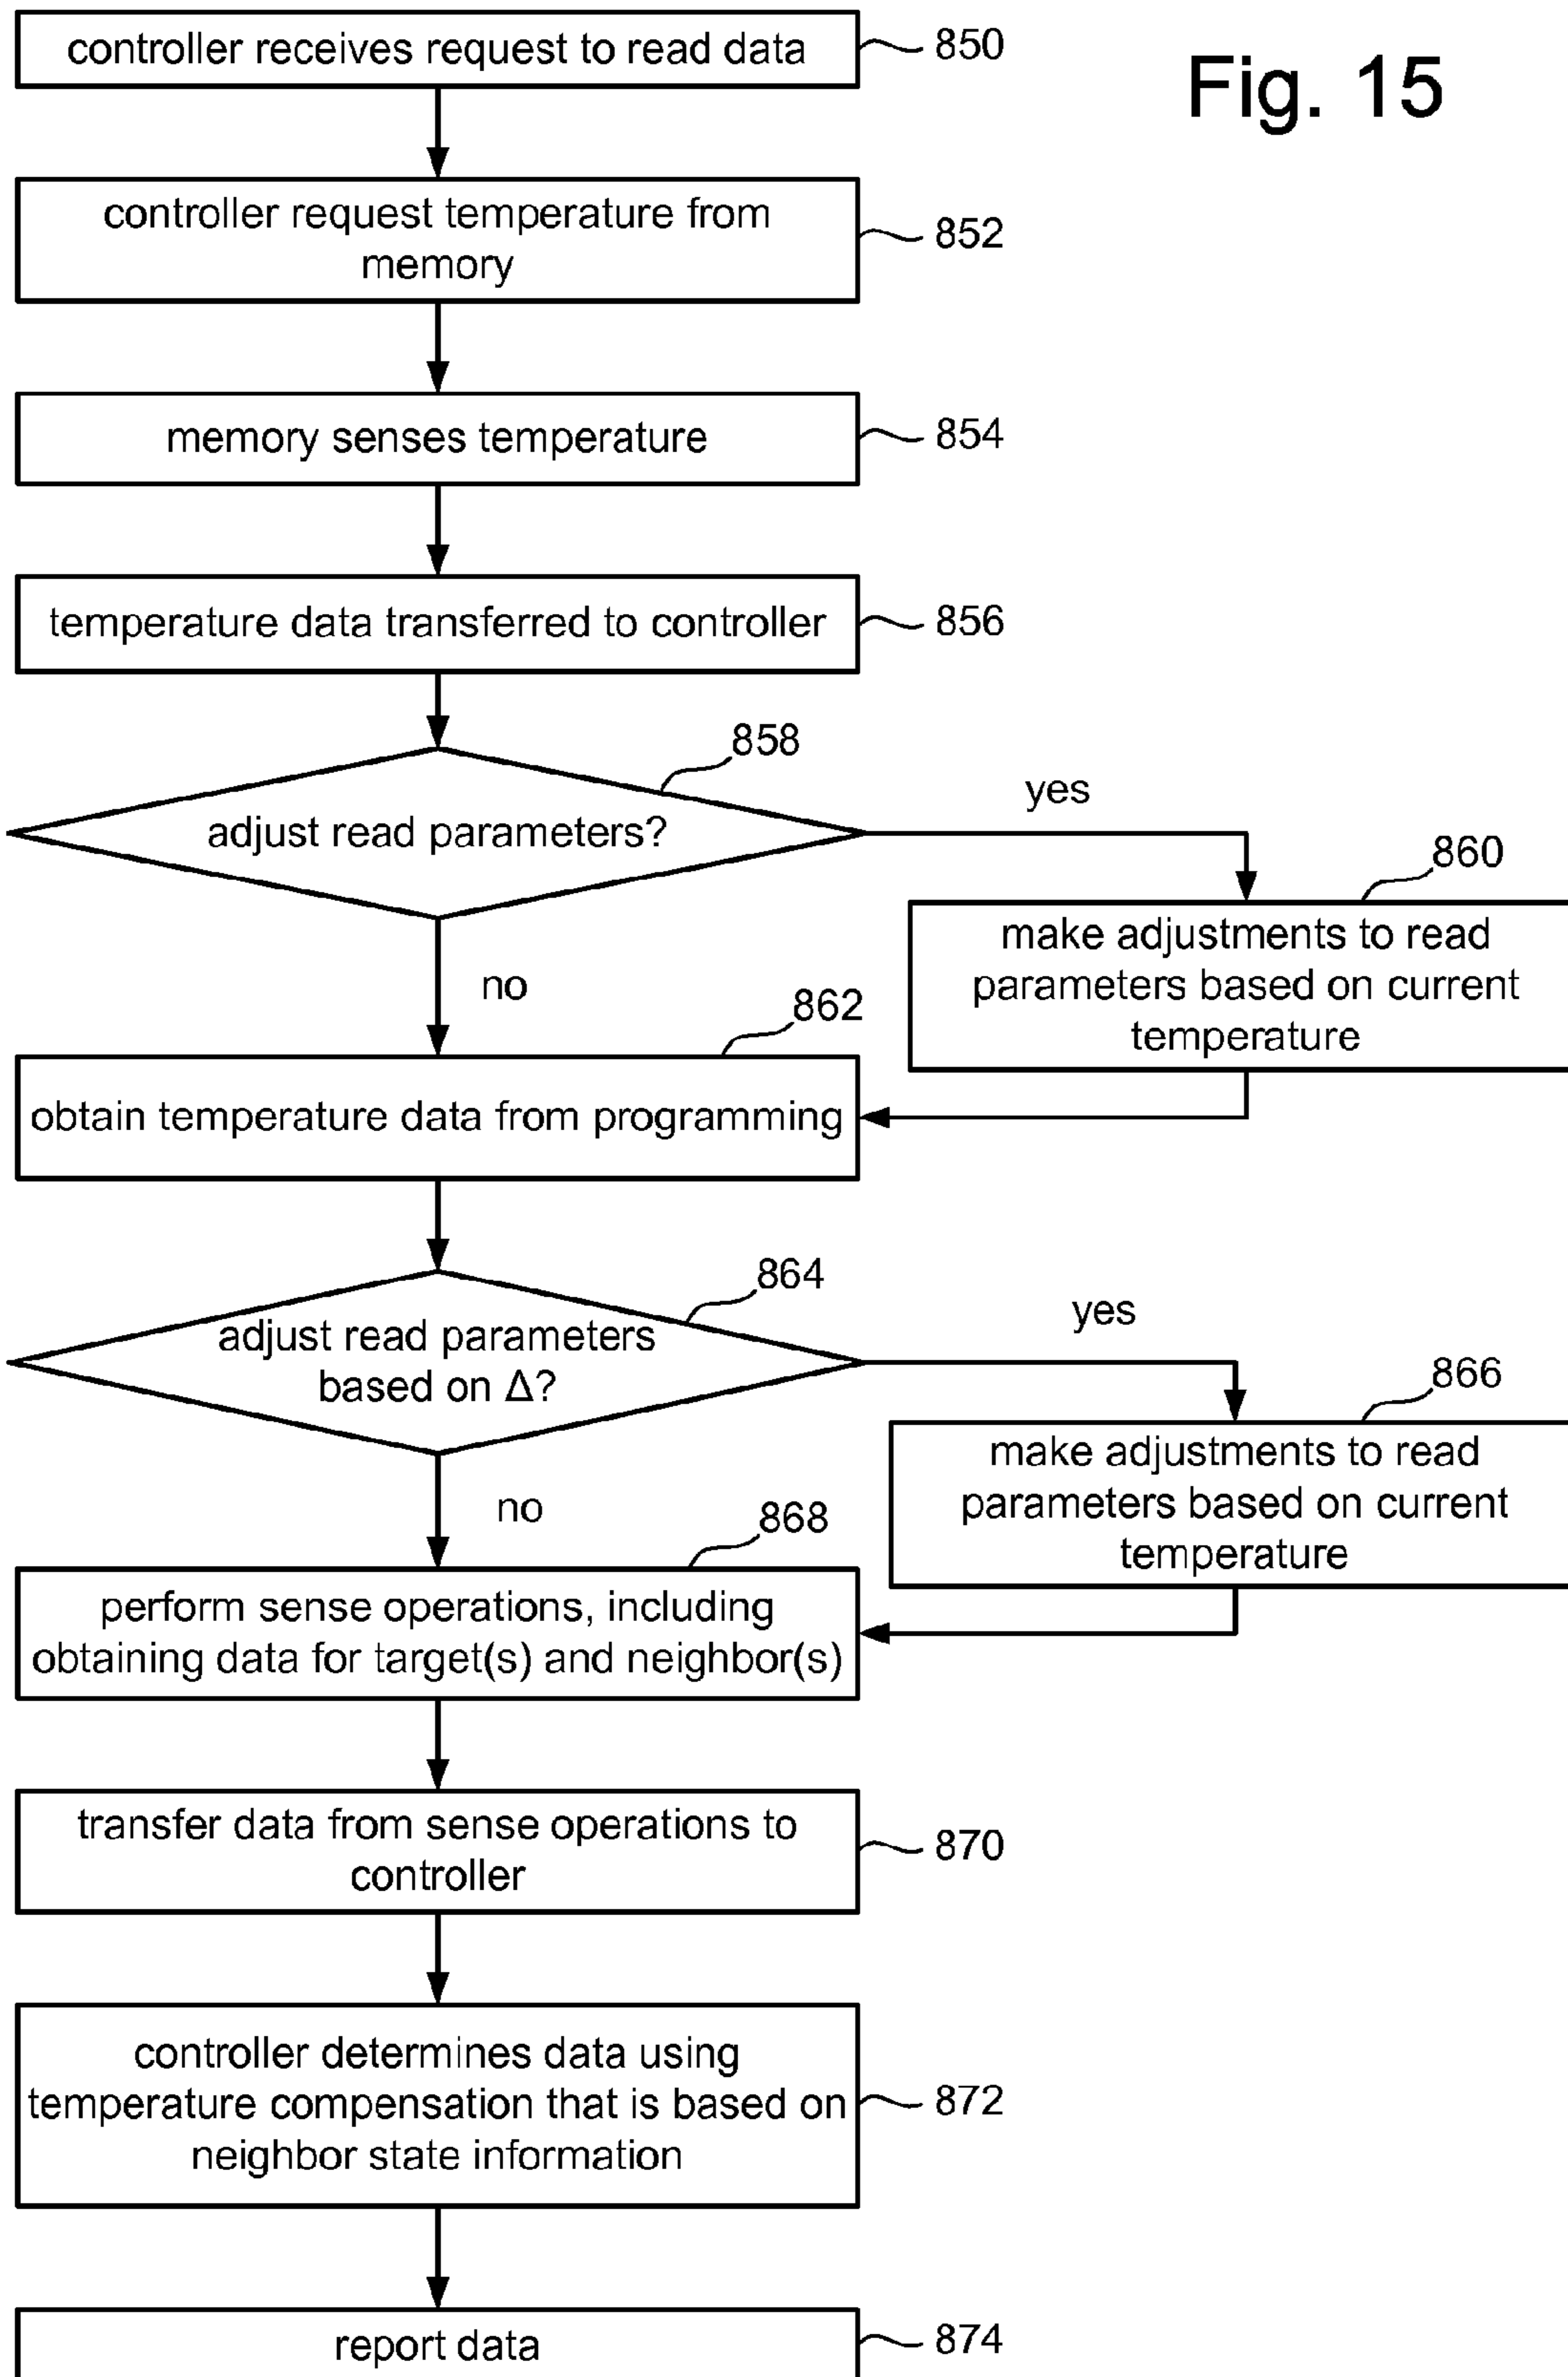 Fig. 15
controller receives request to read data
850
controller request temperature from
memory
852
memory senses temperature
854
temperature data transferred to controller
856
858
adjust read parameters?
yes
860
make adjustments to read
parameters based on current
temperature
no
862
obtain temperature data from programming
864
adjust read parameters
based on Δ?
yes
866
make adjustments to read
parameters based on current
temperature
no
868
perform sense operations, including
obtaining data for target(s) and neighbor(s)
transfer data from sense operations to
controller
870
controller determines data using
temperature compensation that is based on
neighbor state information
872
report data
874